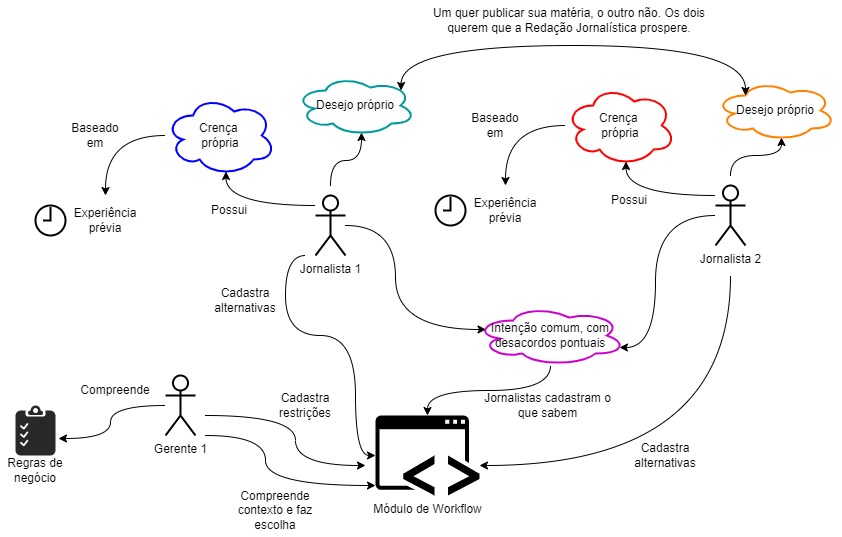 Um quer publicar sua matéria, o outro não. Os dois
querem que a Redação Jornalística prospere.
Desejo próprio
Desejo próprio
Baseado
em
Crença
própria
Baseado
em
Crença
própria
Experiência
prévia
Possui
Experiência
prévia
Possui
Jornalista 1
Jornalista 2
Cadastra
alternativas
Intenção comum, com
desacordos pontuais
Compreende
Cadastra
restrições
Jornalistas cadastram o
que sabem
Gerente 1
Regras de
negócio
Cadastra
alternativas
Compreende
contexto e faz
escolha
Módulo de Workflow